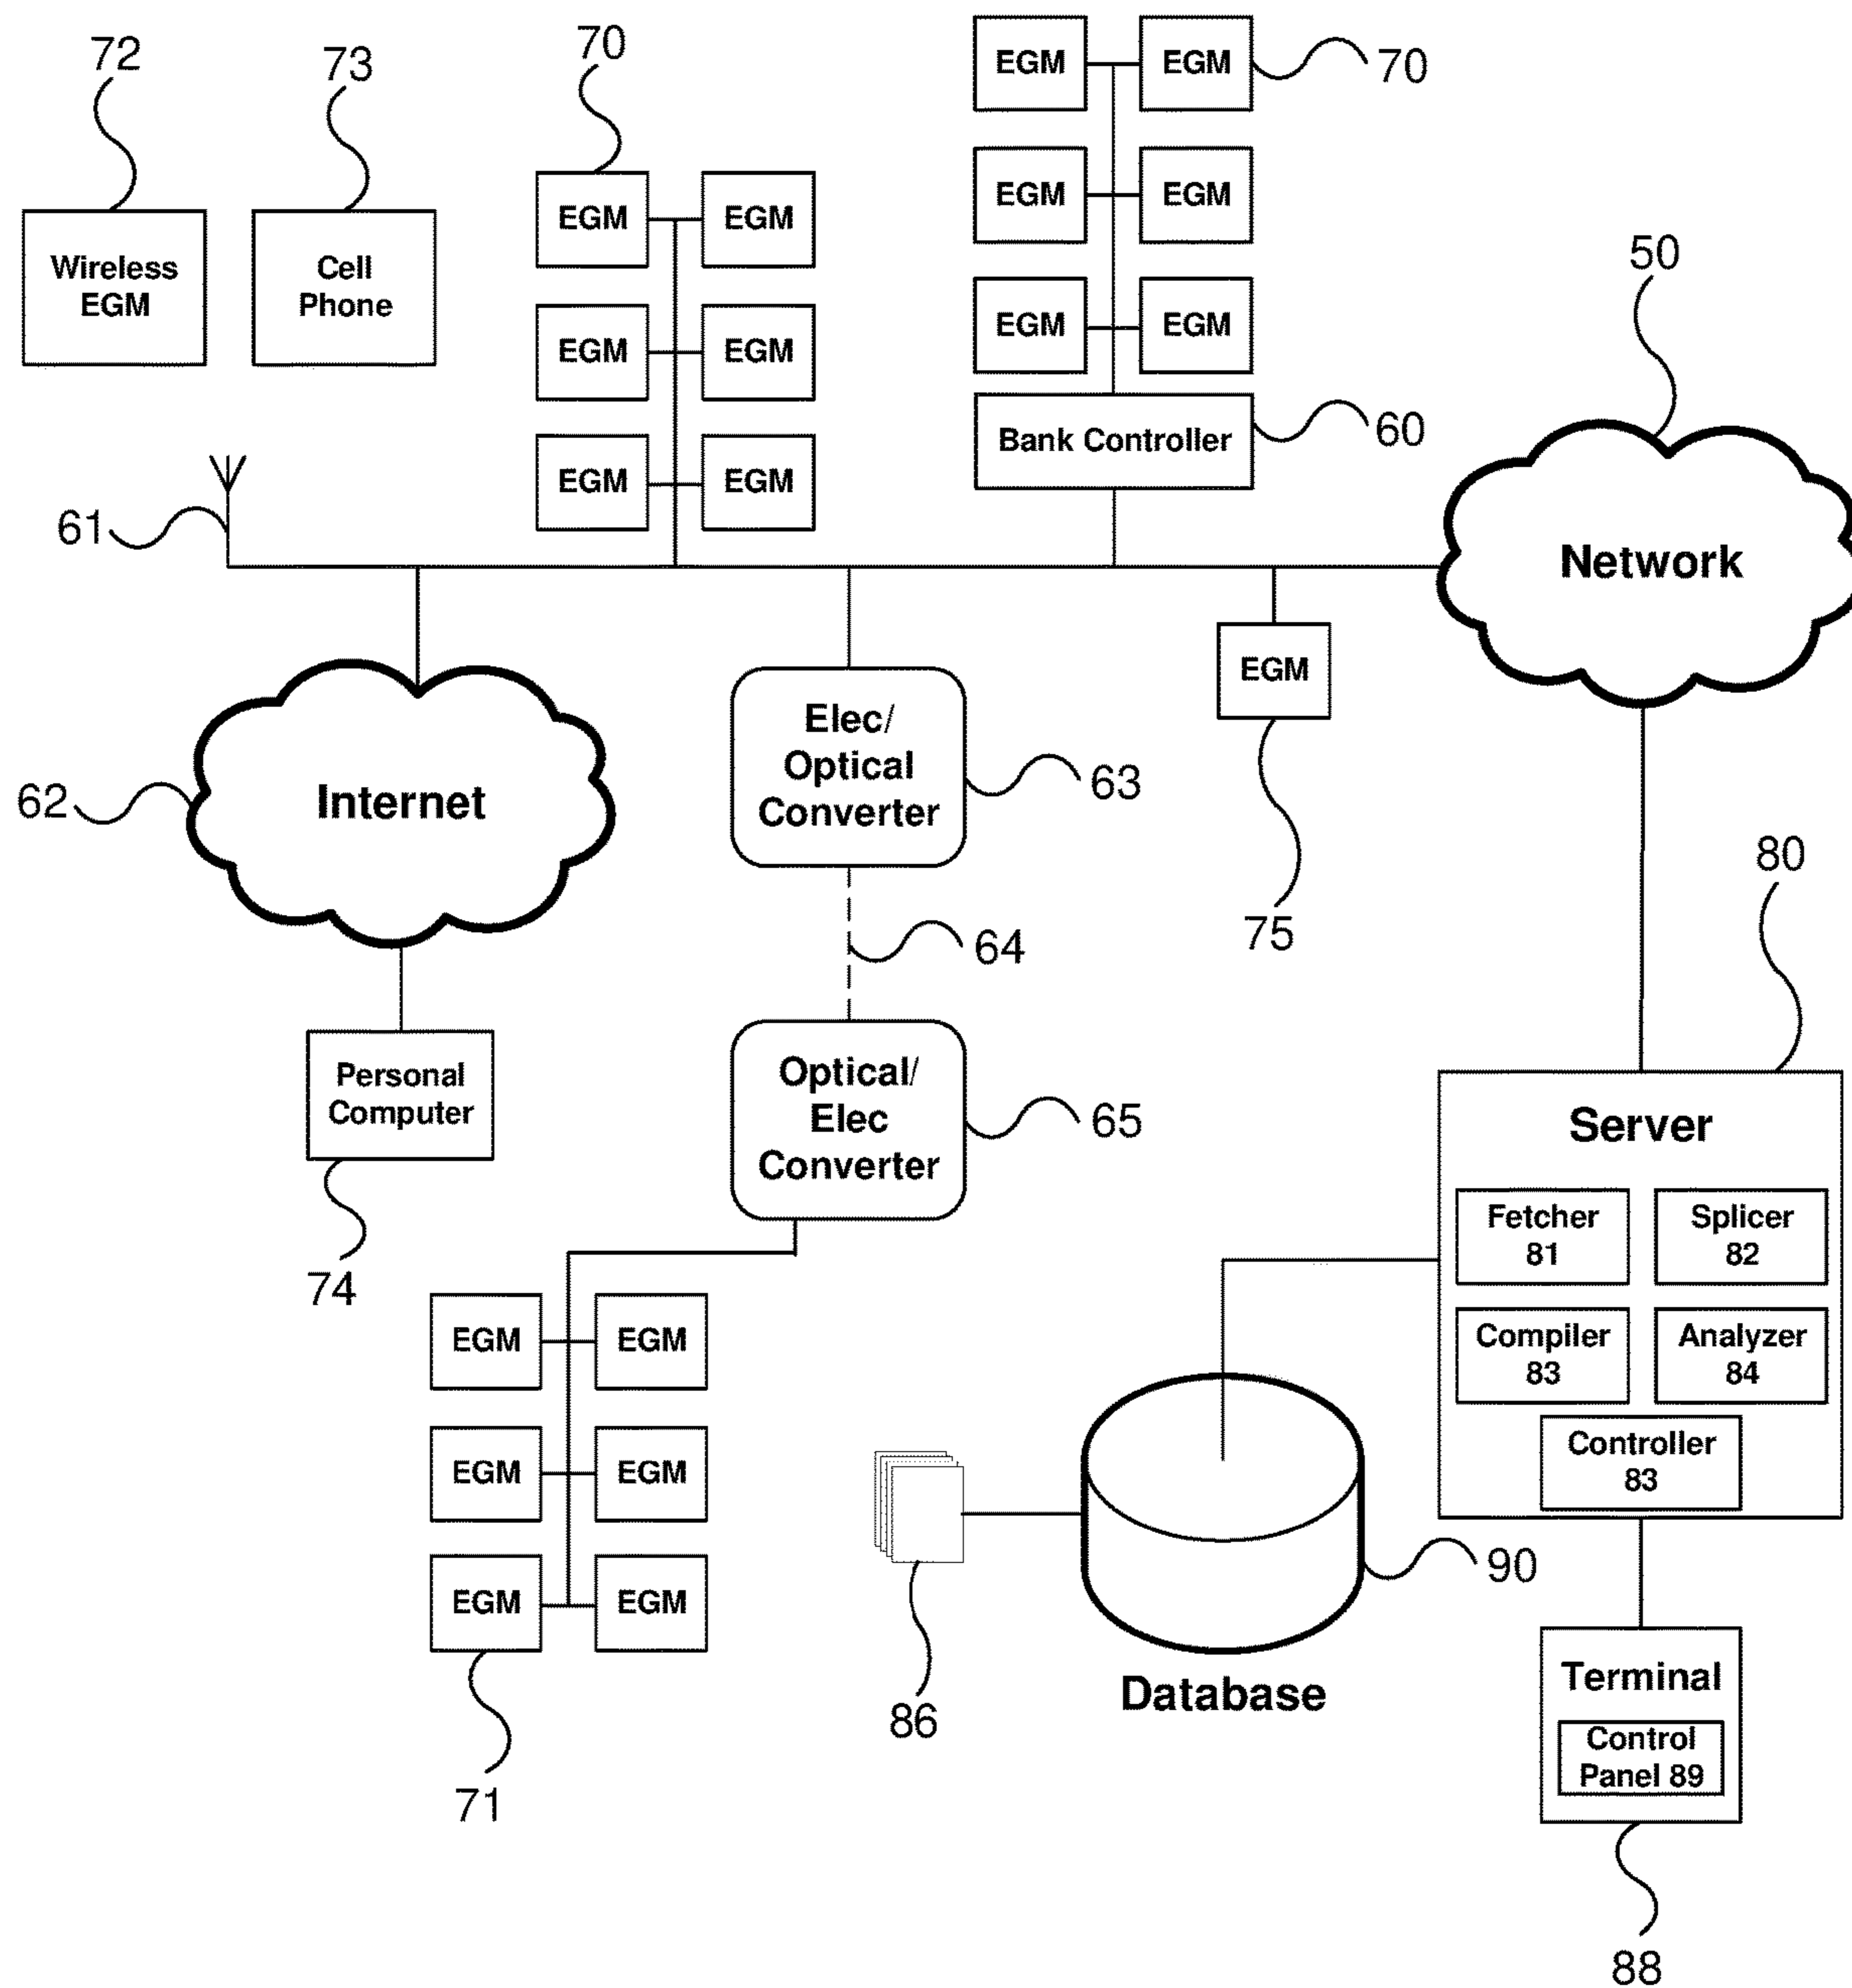 72
73
70
EGM
EGM
70
Wireless
EGM
Cell
Phone
EGM
EGM
EGM
EGM
50
EGM
EGM
EGM
EGM
EGM
EGM
Bank Controller
60
61
Network
EGM
62
Internet
Elec/
Optical
Converter
63
75
80
64
Personal
Computer
74
Optical/
Elec
Converter
65
Server
Fetcher
81
Splicer
82
Compiler
83
Analyzer
84
Controller
83
EGM
EGM
EGM
EGM
EGM
EGM
71
86
Database
90
Terminal
Control
Panel 89
88